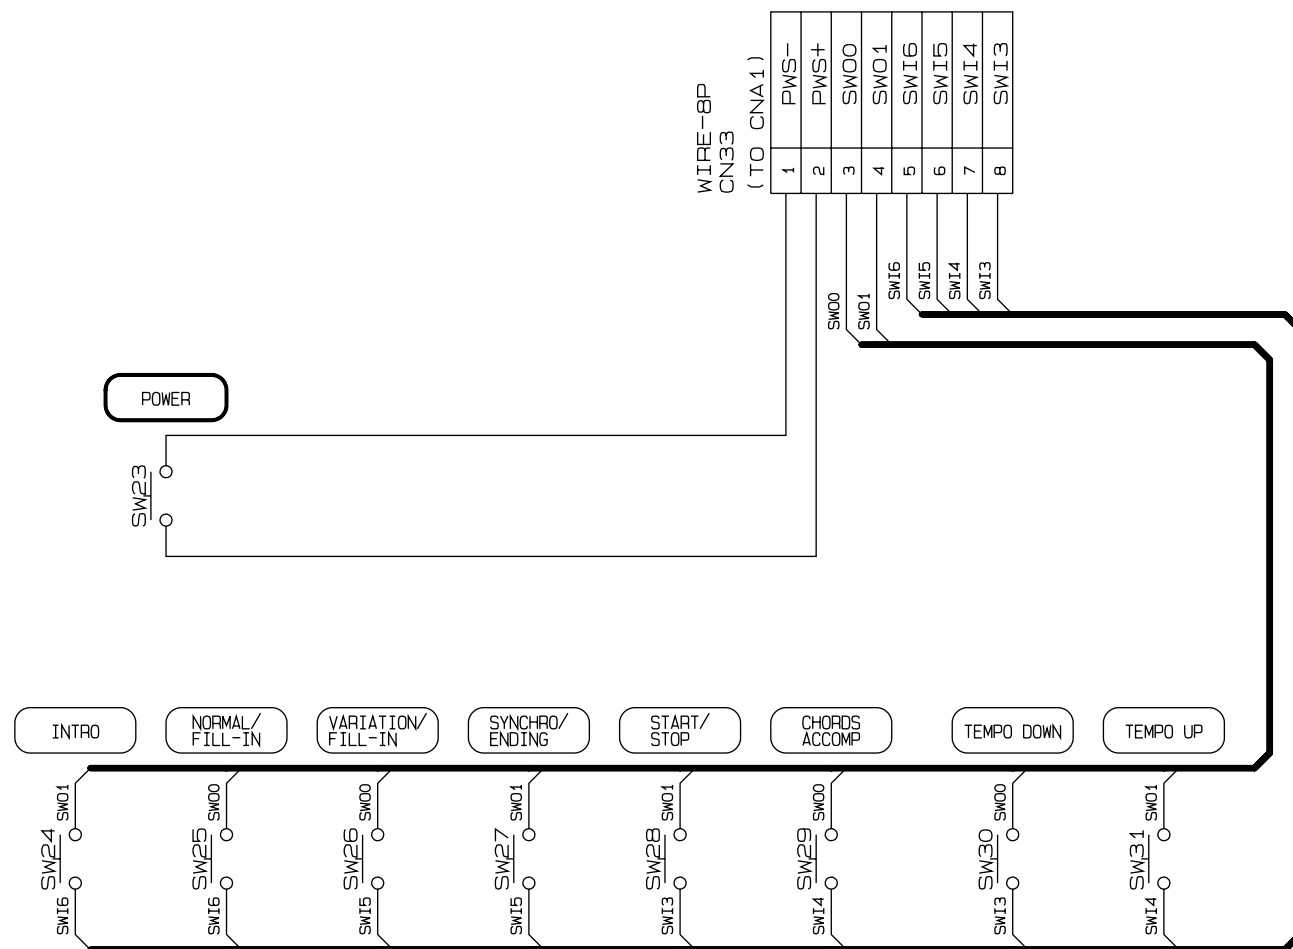 WIRE-8P
CN33
(TO CNA1)
PWS-
PWS+
SWO0
SWO1
SWI6
SWI5
SWI4
SWI3
1
2
3
4
5
6
7
8
SWO0
SWO1
SWI6
SWI5
SWI4
SWI3
POWER
SW23
INTRO
NORMAL/
FILL-IN
VARIATION/
FILL-IN
SYNCHRO/
ENDING
START/
STOP
CHORDS
ACCOMP
TEMPO DOWN
TEMPO UP
SWO1
SWO0
SWO0
SWO1
SWO1
SWO0
SWO0
SWO1
SW24
SW25
SW26
SW27
SW28
SW29
SW30
SW31
SWI6
SWI6
SWI5
SWI5
SWI3
SWI4
SWI3
SWI4